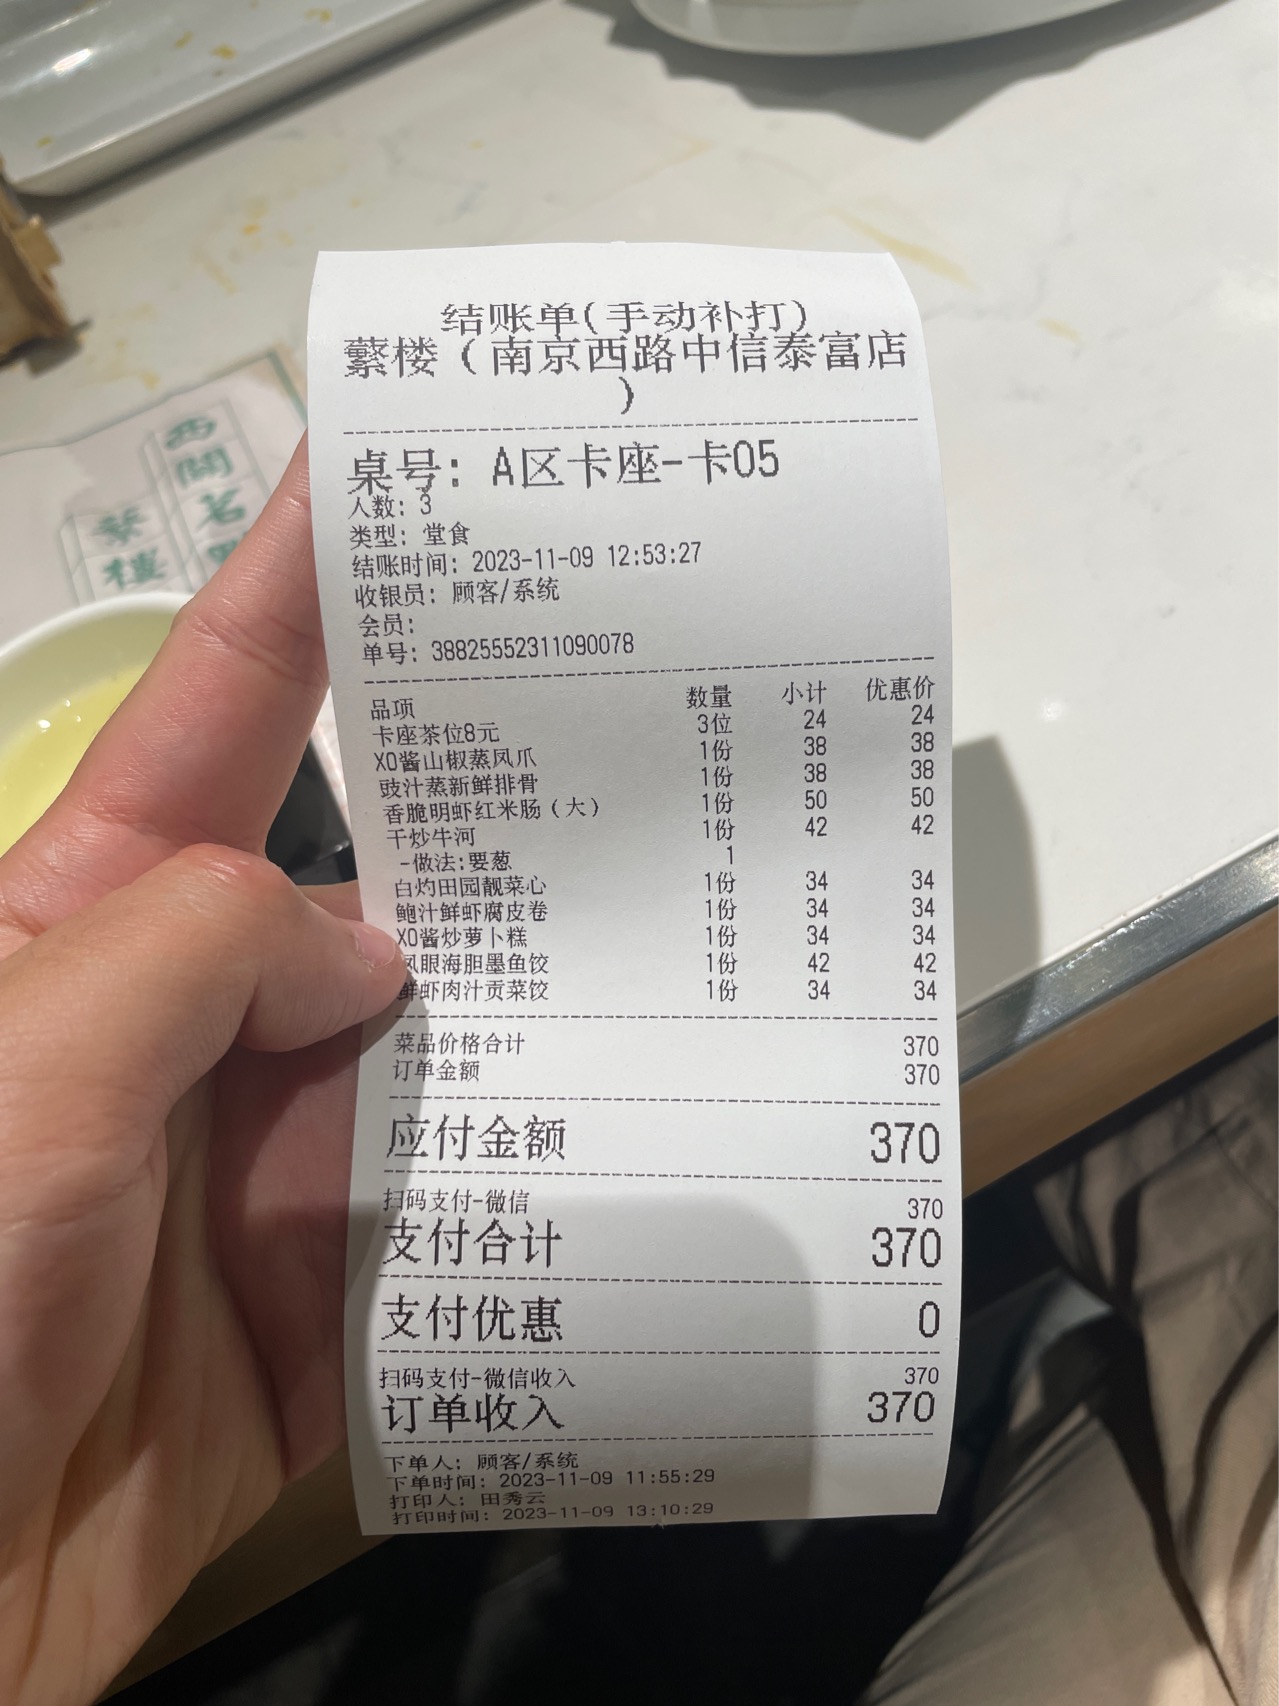 结账单(手动补打)
蘩楼（南京西路中信泰富店
）
桌号: A区卡座-卡05
人数: 3
类型: 堂食
结账时间: 2023-11-09 12:53:27
收银员: 顾客/系统
会员:
单号: 38825552311090078
品项 数量 小计 优惠价
卡座茶位8元 3位 24 24
XO酱山椒蒸凤爪 1份 38 38
豉汁蒸新鲜排骨 1份 38 38
香脆明虾红米肠（大） 1份 50 50
干炒牛河 1份 42 42
-做法:要葱 1
白灼田园靓菜心 1份 34 34
鲍汁鲜虾腐皮卷 1份 34 34
XO酱炒萝卜糕 1份 34 34
凤眼海胆墨鱼饺 1份 42 42
鲜虾肉汁贡菜饺 1份 34 34
菜品价格合计 370
订单金额 370
应付金额 370
扫码支付-微信 370
支付合计 370
支付优惠 0
扫码支付-微信收入 370
订单收入 370
下单人: 顾客/系统
下单时间: 2023-11-09 11:55:29
打印人: 田秀云
打印时间: 2023-11-09 13:10:29
西關名
樓